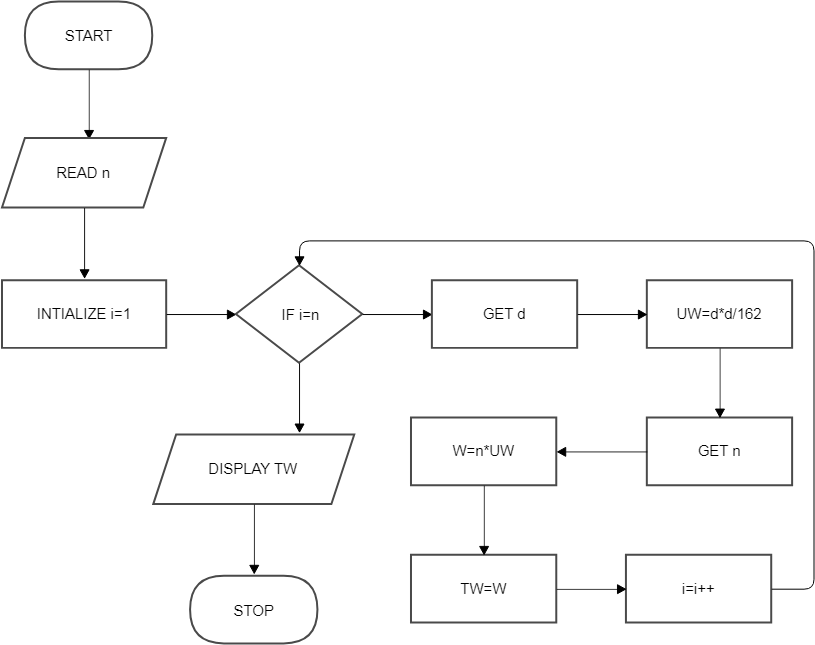 START
READ n
INTIALIZE i=1
IF i=n
GET d
UW=d*d/162
GET n
W=n*UW
TW=W
i=i++
DISPLAY TW
STOP